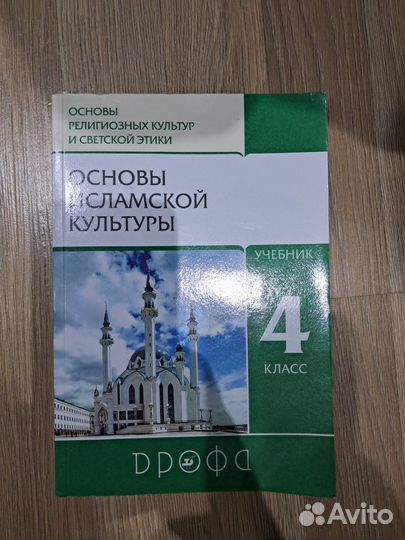 ОСНОВЫ
РЕЛИГИОЗНЫХ КУЛЬТУР
И СВЕТСКОЙ ЭТИКИ
ОСНОВЫ
ИСЛАМСКОЙ
КУЛЬТУРЫ
УЧЕБНИК
4
КЛАСС
ДРОФА
Avito